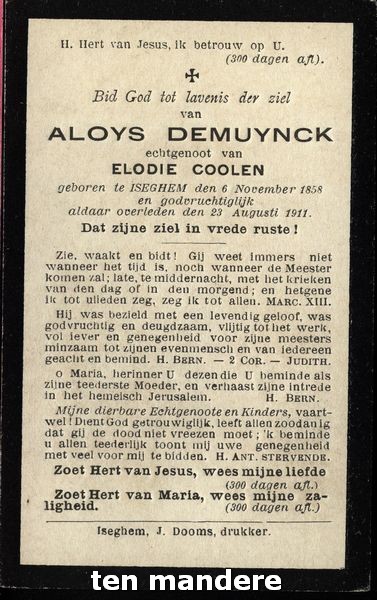 H. Hert van Jesus, ik betrouw op U.
(300 dagen afl).
Bid God tot lavenis der ziel
van
ALOYS DEMUYNCK
echtgenoot van
ELODIE COOLEN
geboren te ISEGHEM den 6 November 1858
en godvruchtiglijk
aldaar overleden den 23 Augusti 1911.
Dat zijne ziel in vrede ruste !
Zie, waakt en bidt! Gij weet immers niet
wanneer het tijd is, noch wanneer de Meester
komen zal; late, te middernacht, met het krieken
van den dag of in den morgend; en hetgene
ik tot ulieden zeg, zeg ik tot allen. MARC. XIII.
Hij was bezield met een levendig geloof, was
godvruchtig en deugdzaam, vlijtig tot het werk,
vol iever en genegenheid voor zijne meesters
minzaam tot zijnen evenmensch en van iedereen
geacht en bemind. H. BERN. — 2 COR. — JUDITH.
o Maria, herinner U dezen die U beminde als
zijne teederste Moeder, en verhaast zijne intrede
in het hemelsch Jerusalem. H. BERN.
Mijne dierbare Echtgenoote en Kinders, vaart-
wel! Dient God getrouwiglijk, leeft alle n zoodanig
dat gij de dood niet vreezen moet; 'k beminde
u allen teederlijk toont mij uwe genegenheid
met veel voor mij te bidden. H. ANT. STERVENDE.
Zoet Hert van Jesus, wees mijne liefde
(300 dagen afl.)
Zoet Hert van Maria, wees mijne za-
ligheid. (300 dagen afl.)
Iseghem, J. Dooms, drukker.
ten mandere